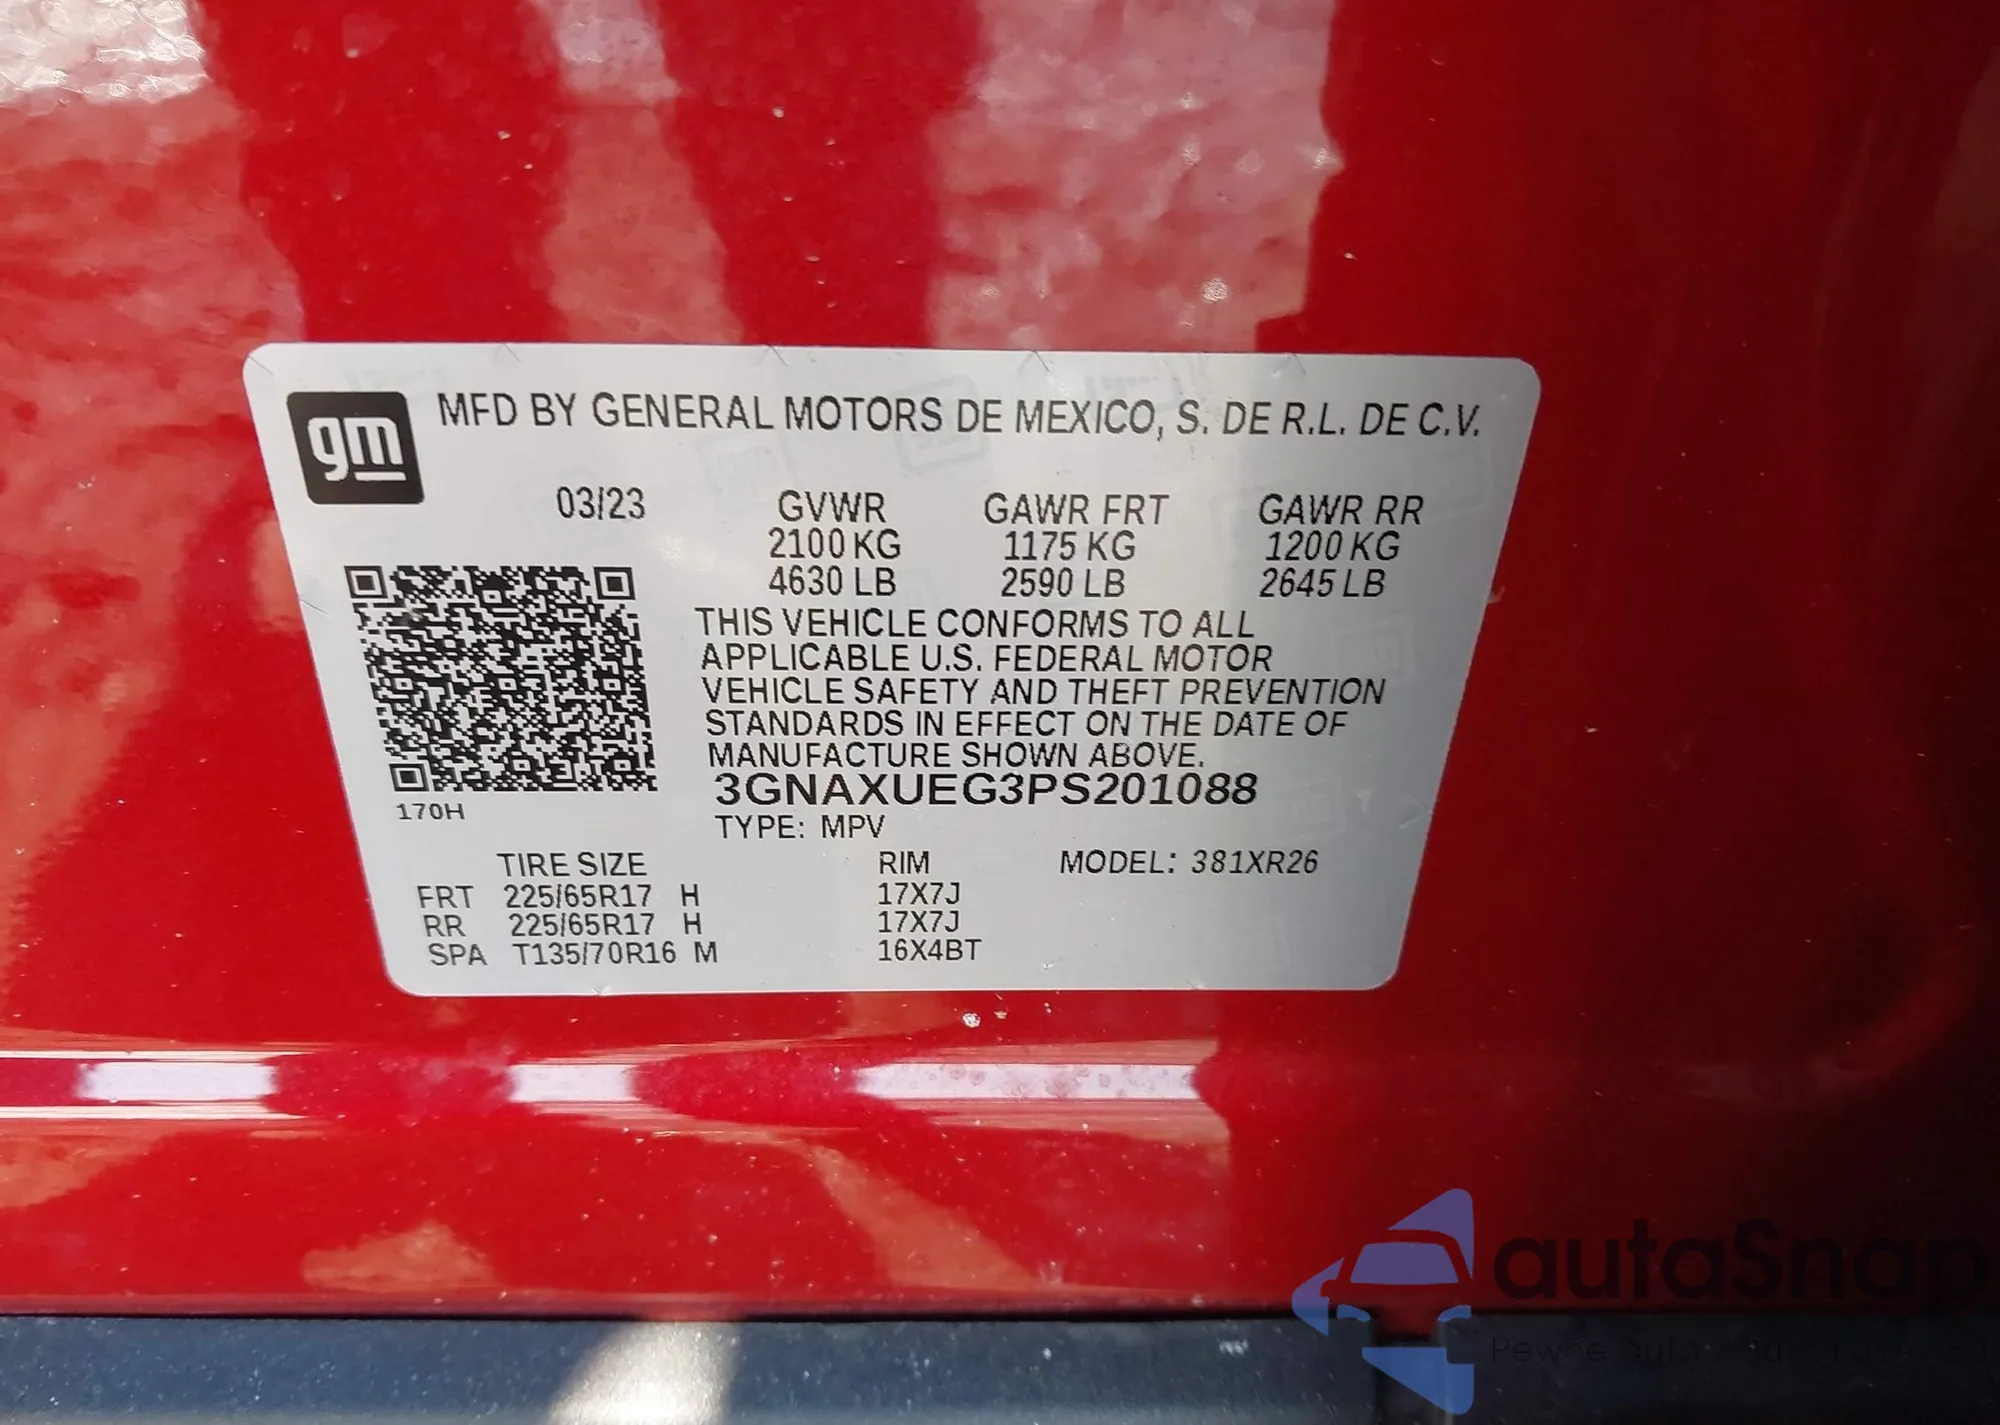 gm MFD BY GENERAL MOTORS DE MEXICO, S. DE R.L. DE C.V.
03/23 GVWR GAWR FRT GAWR RR
2100 KG 1175 KG 1200 KG
4630 LB 2590 LB 2645 LB
THIS VEHICLE CONFORMS TO ALL
APPLICABLE U.S. FEDERAL MOTOR
VEHICLE SAFETY AND THEFT PREVENTION
STANDARDS IN EFFECT ON THE DATE OF
MANUFACTURE SHOWN ABOVE.
3GNAXUEG3PS201088
170H
TYPE: MPV
TIRE SIZE RIM MODEL: 381XR26
FRT 225/65R17 H 17X7J
RR 225/65R17 H 17X7J
SPA T135/70R16 M 16X4BT
autaSnap